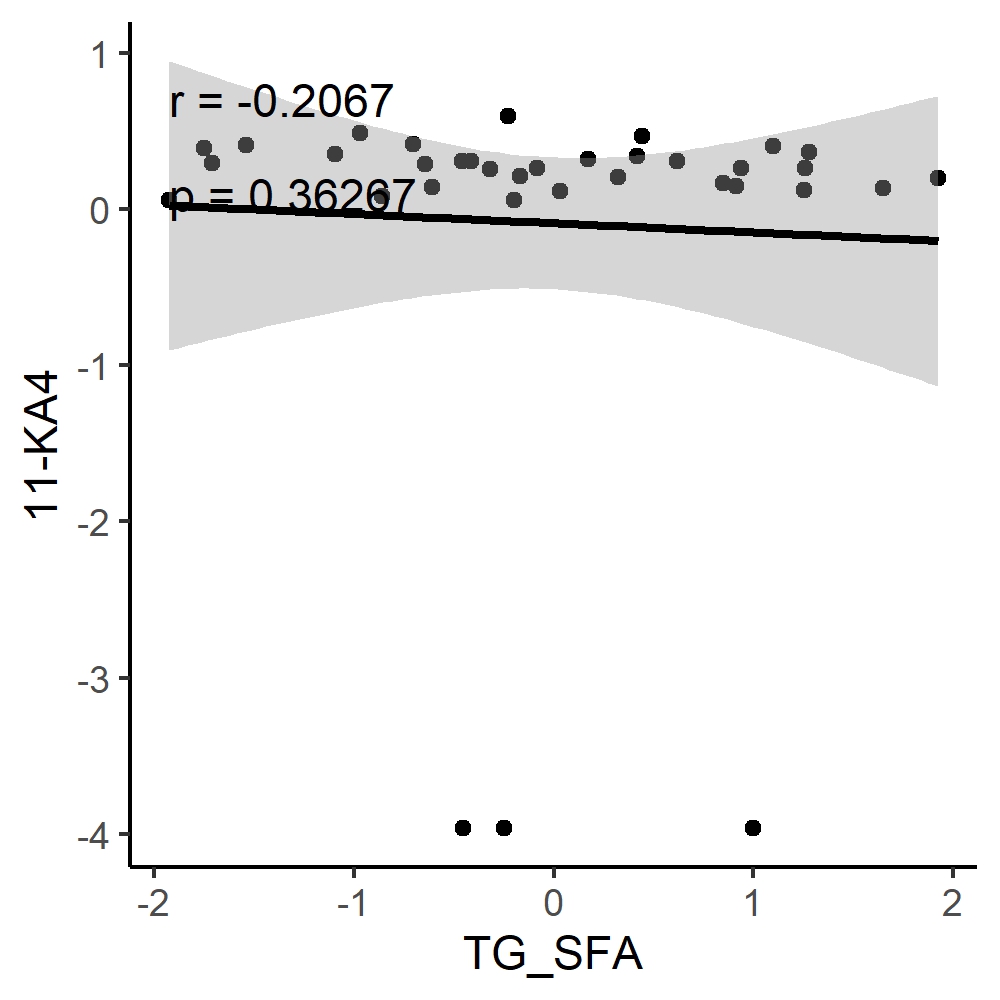 1
r = -0.2067
p = 0.36267
0
-1
11-KA4
-2
-3
-4
-2 -1 0 1 2
TG_SFA